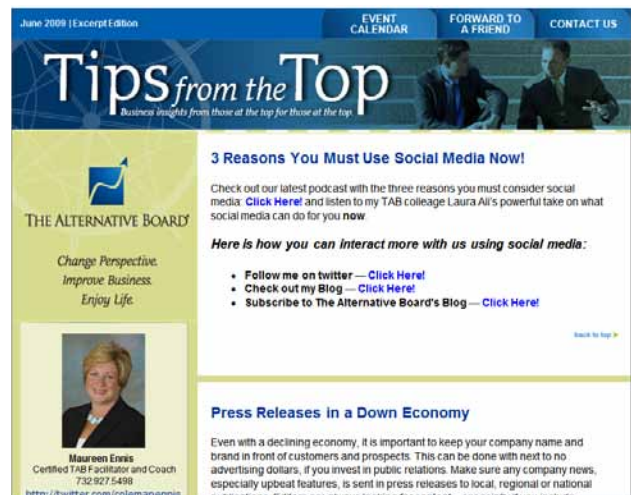 June 2009 | Excerpt Edition
EVENT
CALENDAR
FORWARD TO
A FRIEND
CONTACT US
Tips from the Top
Business insights from those at the top for those at the top.
THE ALTERNATIVE BOARD
Change Perspective.
Improve Business.
Enjoy Life.
Maureen Ennis
Certified TAB Facilitator and Coach
732.927.5498
http://twitter.com/colemanennis
3 Reasons You Must Use Social Media Now!
Check out our latest podcast with the three reasons you must consider social
media: Click Here! and listen to my TAB colleage Laura Ali's powerful take on what
social media can do for you now.
Here is how you can interact more with us using social media:
Follow me on twitter — Click Here!
Check out my Blog — Click Here!
Subscribe to The Alternative Board's Blog — Click Here!
back to top
Press Releases in a Down Economy
Even with a declining economy, it is important to keep your company name and
brand in front of customers and prospects. This can be done with next to no
advertising dollars, if you invest in public relations. Make sure any company news,
especially upbeat features, is sent in press releases to local, regional or national